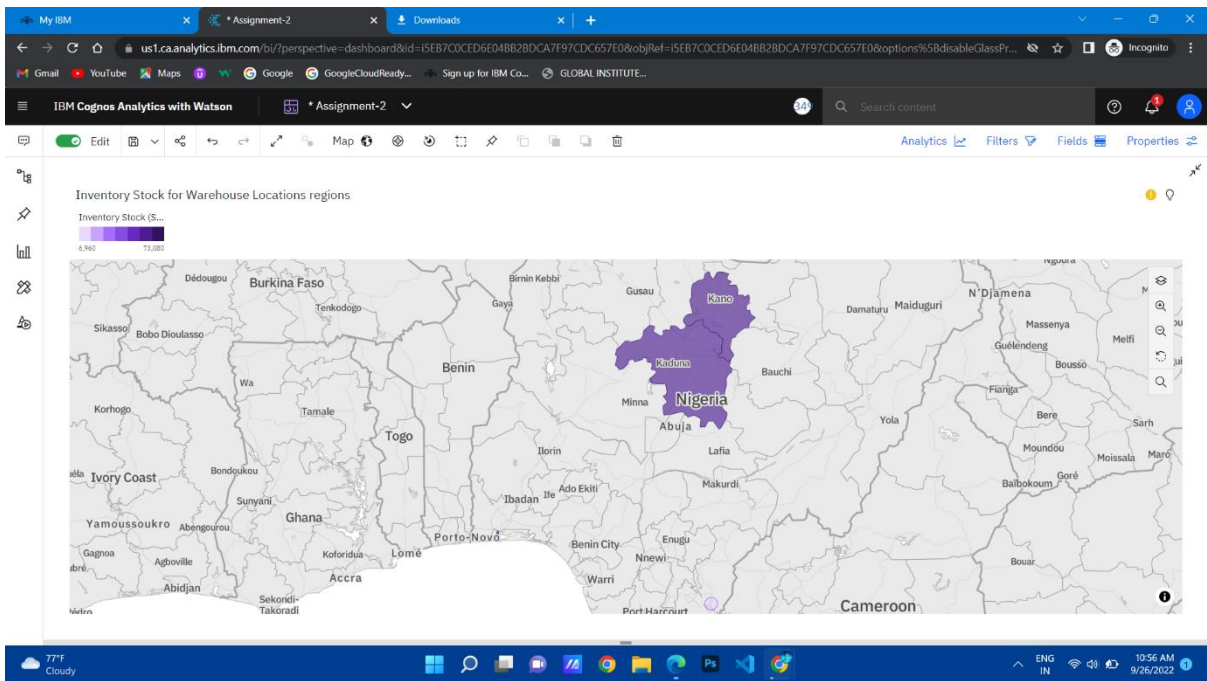 My IBM
* Assignment-2
Downloads
us1.ca.analytics.ibm.com/bi/?perspective=dashboard&id=i5EB7C0CED6E04BB2BDCA7F97CDC657E0&objRef=i5EB7C0CED6E04BB2BDCA7F97CDC657E0&options%5BdisableGlassPr...
Incognito
Gmail YouTube Maps Google GoogleCloudReady... Sign up for IBM Co... GLOBAL INSTITUTE...
IBM Cognos Analytics with Watson * Assignment-2 349 Search content
Edit Map Analytics Filters Fields Properties
Inventory Stock for Warehouse Locations regions
Inventory Stock (S...
6,960 73,080
Ngoura
Dédougou Burkina Faso Birnin Kebbi Gusau Kano N'Djamena
Tenkodogo Gaya Damaturu Maiduguri
Sikasso Bobo Dioulasso Massenya Melfi
Guélendeng
Benin Kaduna Bauchi Bousso
Wa Fianga
Korhogo Tamale Minna Nigeria Bere
Togo Abuja Yola Sarh
Ilorin Lafia Moundou
Ivory Coast Bondoukou Ado Ekiti Makurdi Goré Moissala Maro
Ibadan Ife Baïbokoum
Sunyani
Yamoussoukro Abengourou Ghana
Porto-Novo Benin City Enugu
Gagnoa Agboville Koforidua Lomé Nnewi Bouar
Abidjan Accra Warri
Sekondi-
Takoradi Port Harcourt Cameroon
77°F
Cloudy
ENG
IN
10:56 AM
9/26/2022
1